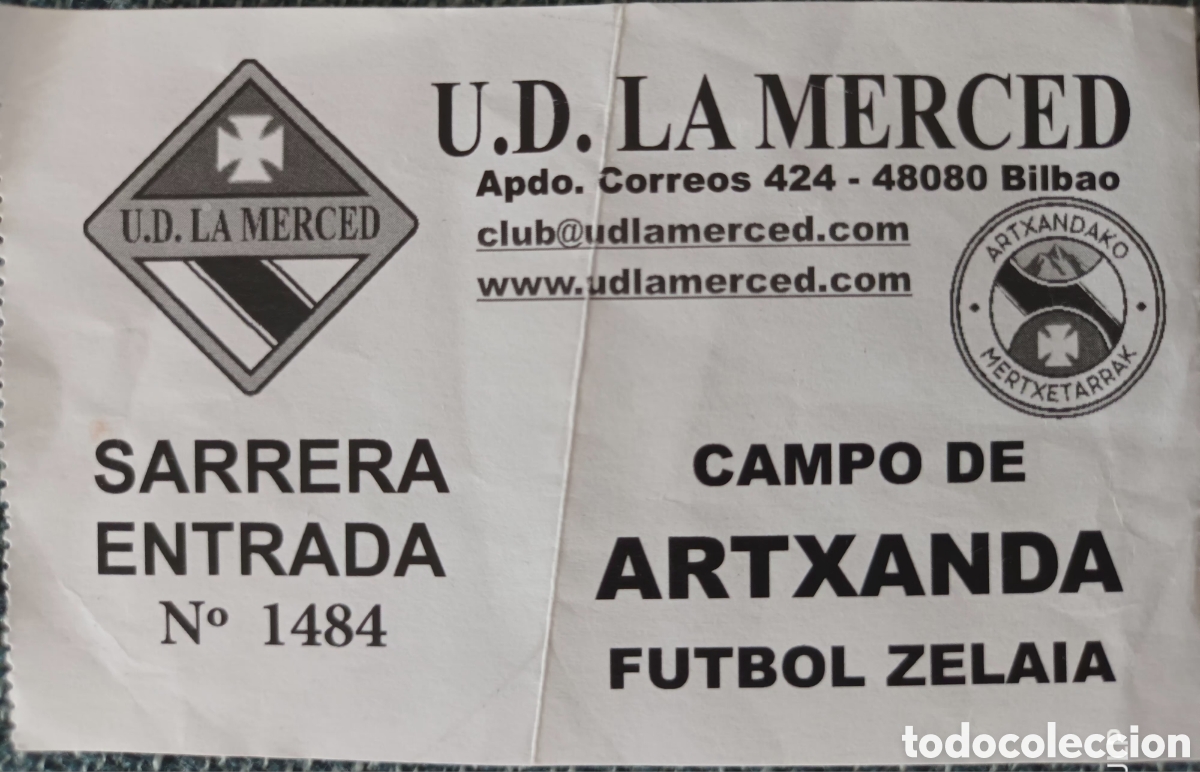 U.D. LA MERCED
U.D. LA MERCED
Apdo. Correos 424 - 48080 Bilbao
club@udlamerced.com
www.udlamerced.com
ARTXANDAKO
MERTXETARRAK
SARRERA
ENTRADA
Nº 1484
CAMPO DE
ARTXANDA
FUTBOL ZELAIA
todocoleccion